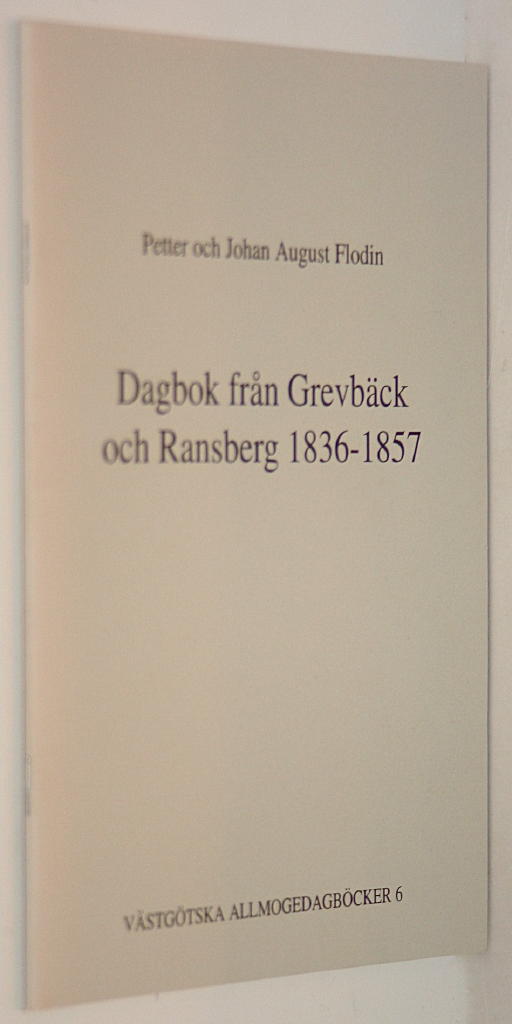 Petter och Johan August Flodin
Dagbok från Grevbäck
och Ransberg 1836-1857
VÄSTGÖTSKA ALLMOGEDAGBÖCKER 6